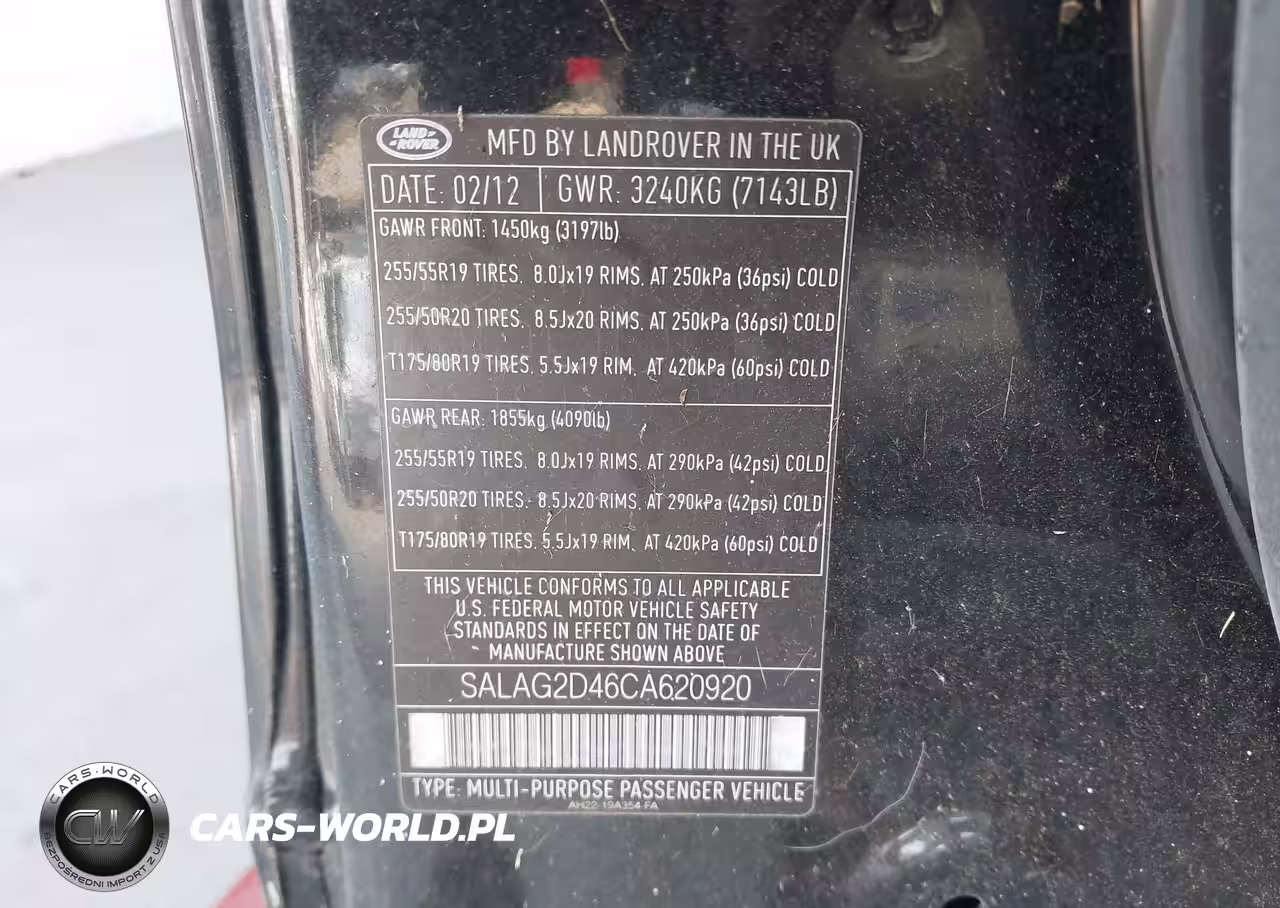 LAND ROVER
MFD BY LANDROVER IN THE UK
DATE: 02/12 GWR: 3240KG (7143LB)
GAWR FRONT: 1450kg (3197lb)
255/55R19 TIRES. 8.0Jx19 RIMS. AT 250kPa (36psi) COLD
255/50R20 TIRES. 8.5Jx20 RIMS. AT 250kPa (36psi) COLD
T175/80R19 TIRES. 5.5Jx19 RIM. AT 420kPa (60psi) COLD
GAWR REAR: 1855kg (4090lb)
255/55R19 TIRES. 8.0Jx19 RIMS. AT 290kPa (42psi) COLD
255/50R20 TIRES. 8.5Jx20 RIMS. AT 290kPa (42psi) COLD
T175/80R19 TIRES. 5.5Jx19 RIM. AT 420kPa (60psi) COLD
THIS VEHICLE CONFORMS TO ALL APPLICABLE
U.S. FEDERAL MOTOR VEHICLE SAFETY
STANDARDS IN EFFECT ON THE DATE OF
MANUFACTURE SHOWN ABOVE
SALAG2D46CA620920
TYPE: MULTI-PURPOSE PASSENGER VEHICLE
AH22-19A354-FA
CARS-WORLD
CW
BEZPOŚREDNI IMPORT Z USA
CARS-WORLD.PL